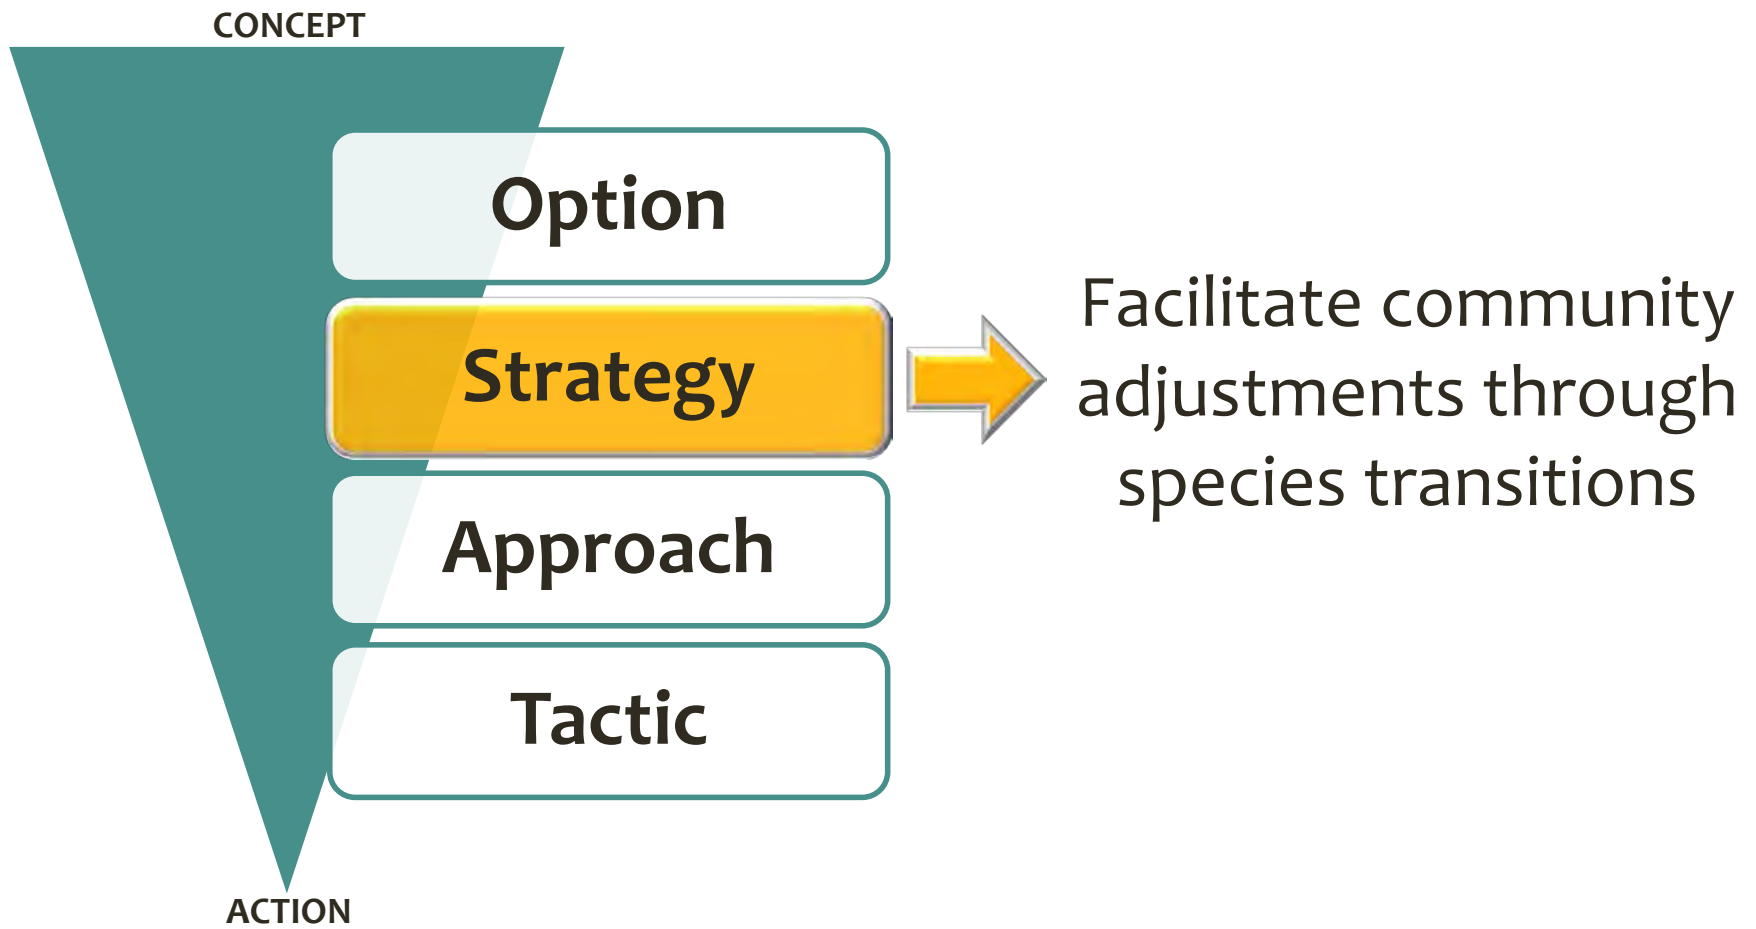 CONCEPT
Option
Strategy
Facilitate community
adjustments through
species transitions
Approach
Tactic
ACTION